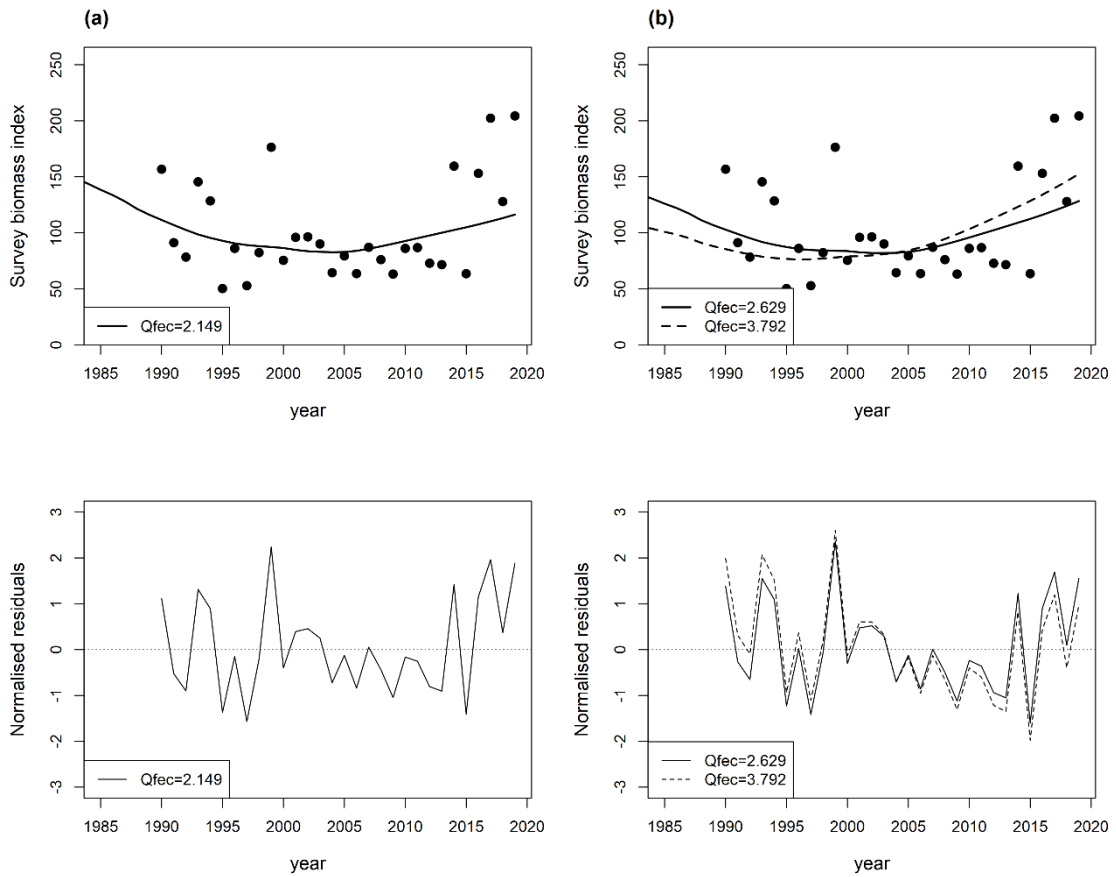 (a)
(b)
Survey biomass index
250
200
150
100
50
0
Qfec=2.149
1985 1990 1995 2000 2005 2010 2015 2020
year
Survey biomass index
250
200
150
100
50
0
Qfec=2.629
Qfec=3.792
1985 1990 1995 2000 2005 2010 2015 2020
year
Normalised residuals
3
2
1
0
-1
-2
-3
Qfec=2.149
1985 1990 1995 2000 2005 2010 2015 2020
year
Normalised residuals
3
2
1
0
-1
-2
-3
Qfec=2.629
Qfec=3.792
1985 1990 1995 2000 2005 2010 2015 2020
year